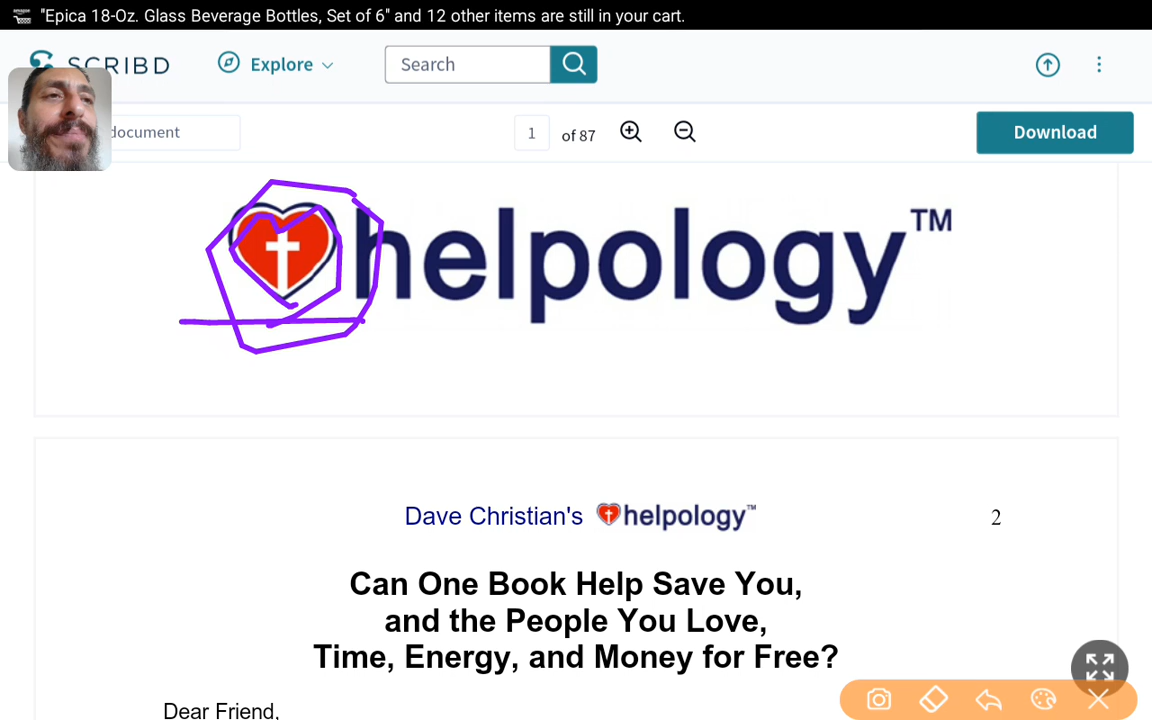 "Epica 18-Oz. Glass Beverage Bottles, Set of 6" and 12 other items are still in your cart.
SCRIBD
Explore
Search
document
1 of 87
Download
helpology™
Dave Christian's helpology™
2
Can One Book Help Save You,
and the People You Love,
Time, Energy, and Money for Free?
Dear Friend,